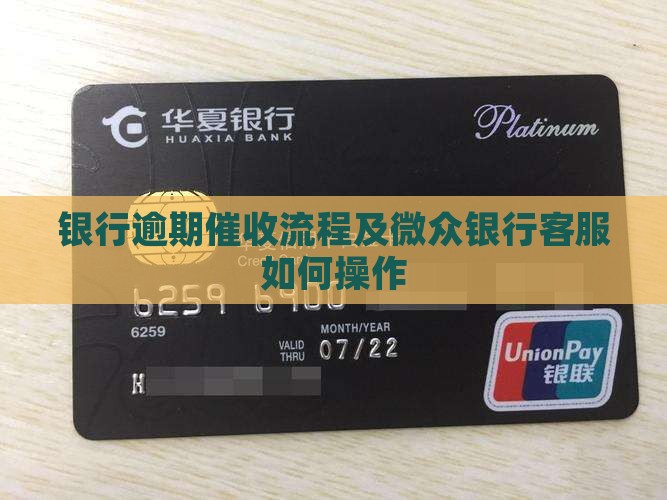 华夏银行
HUAXIA BANK
Platinum
银行逾期催收流程及微众银行客服
如何操作
6259 6900
6259
MONTH/YEAR
VALID
THRU
07/22
H
UnionPay
银联